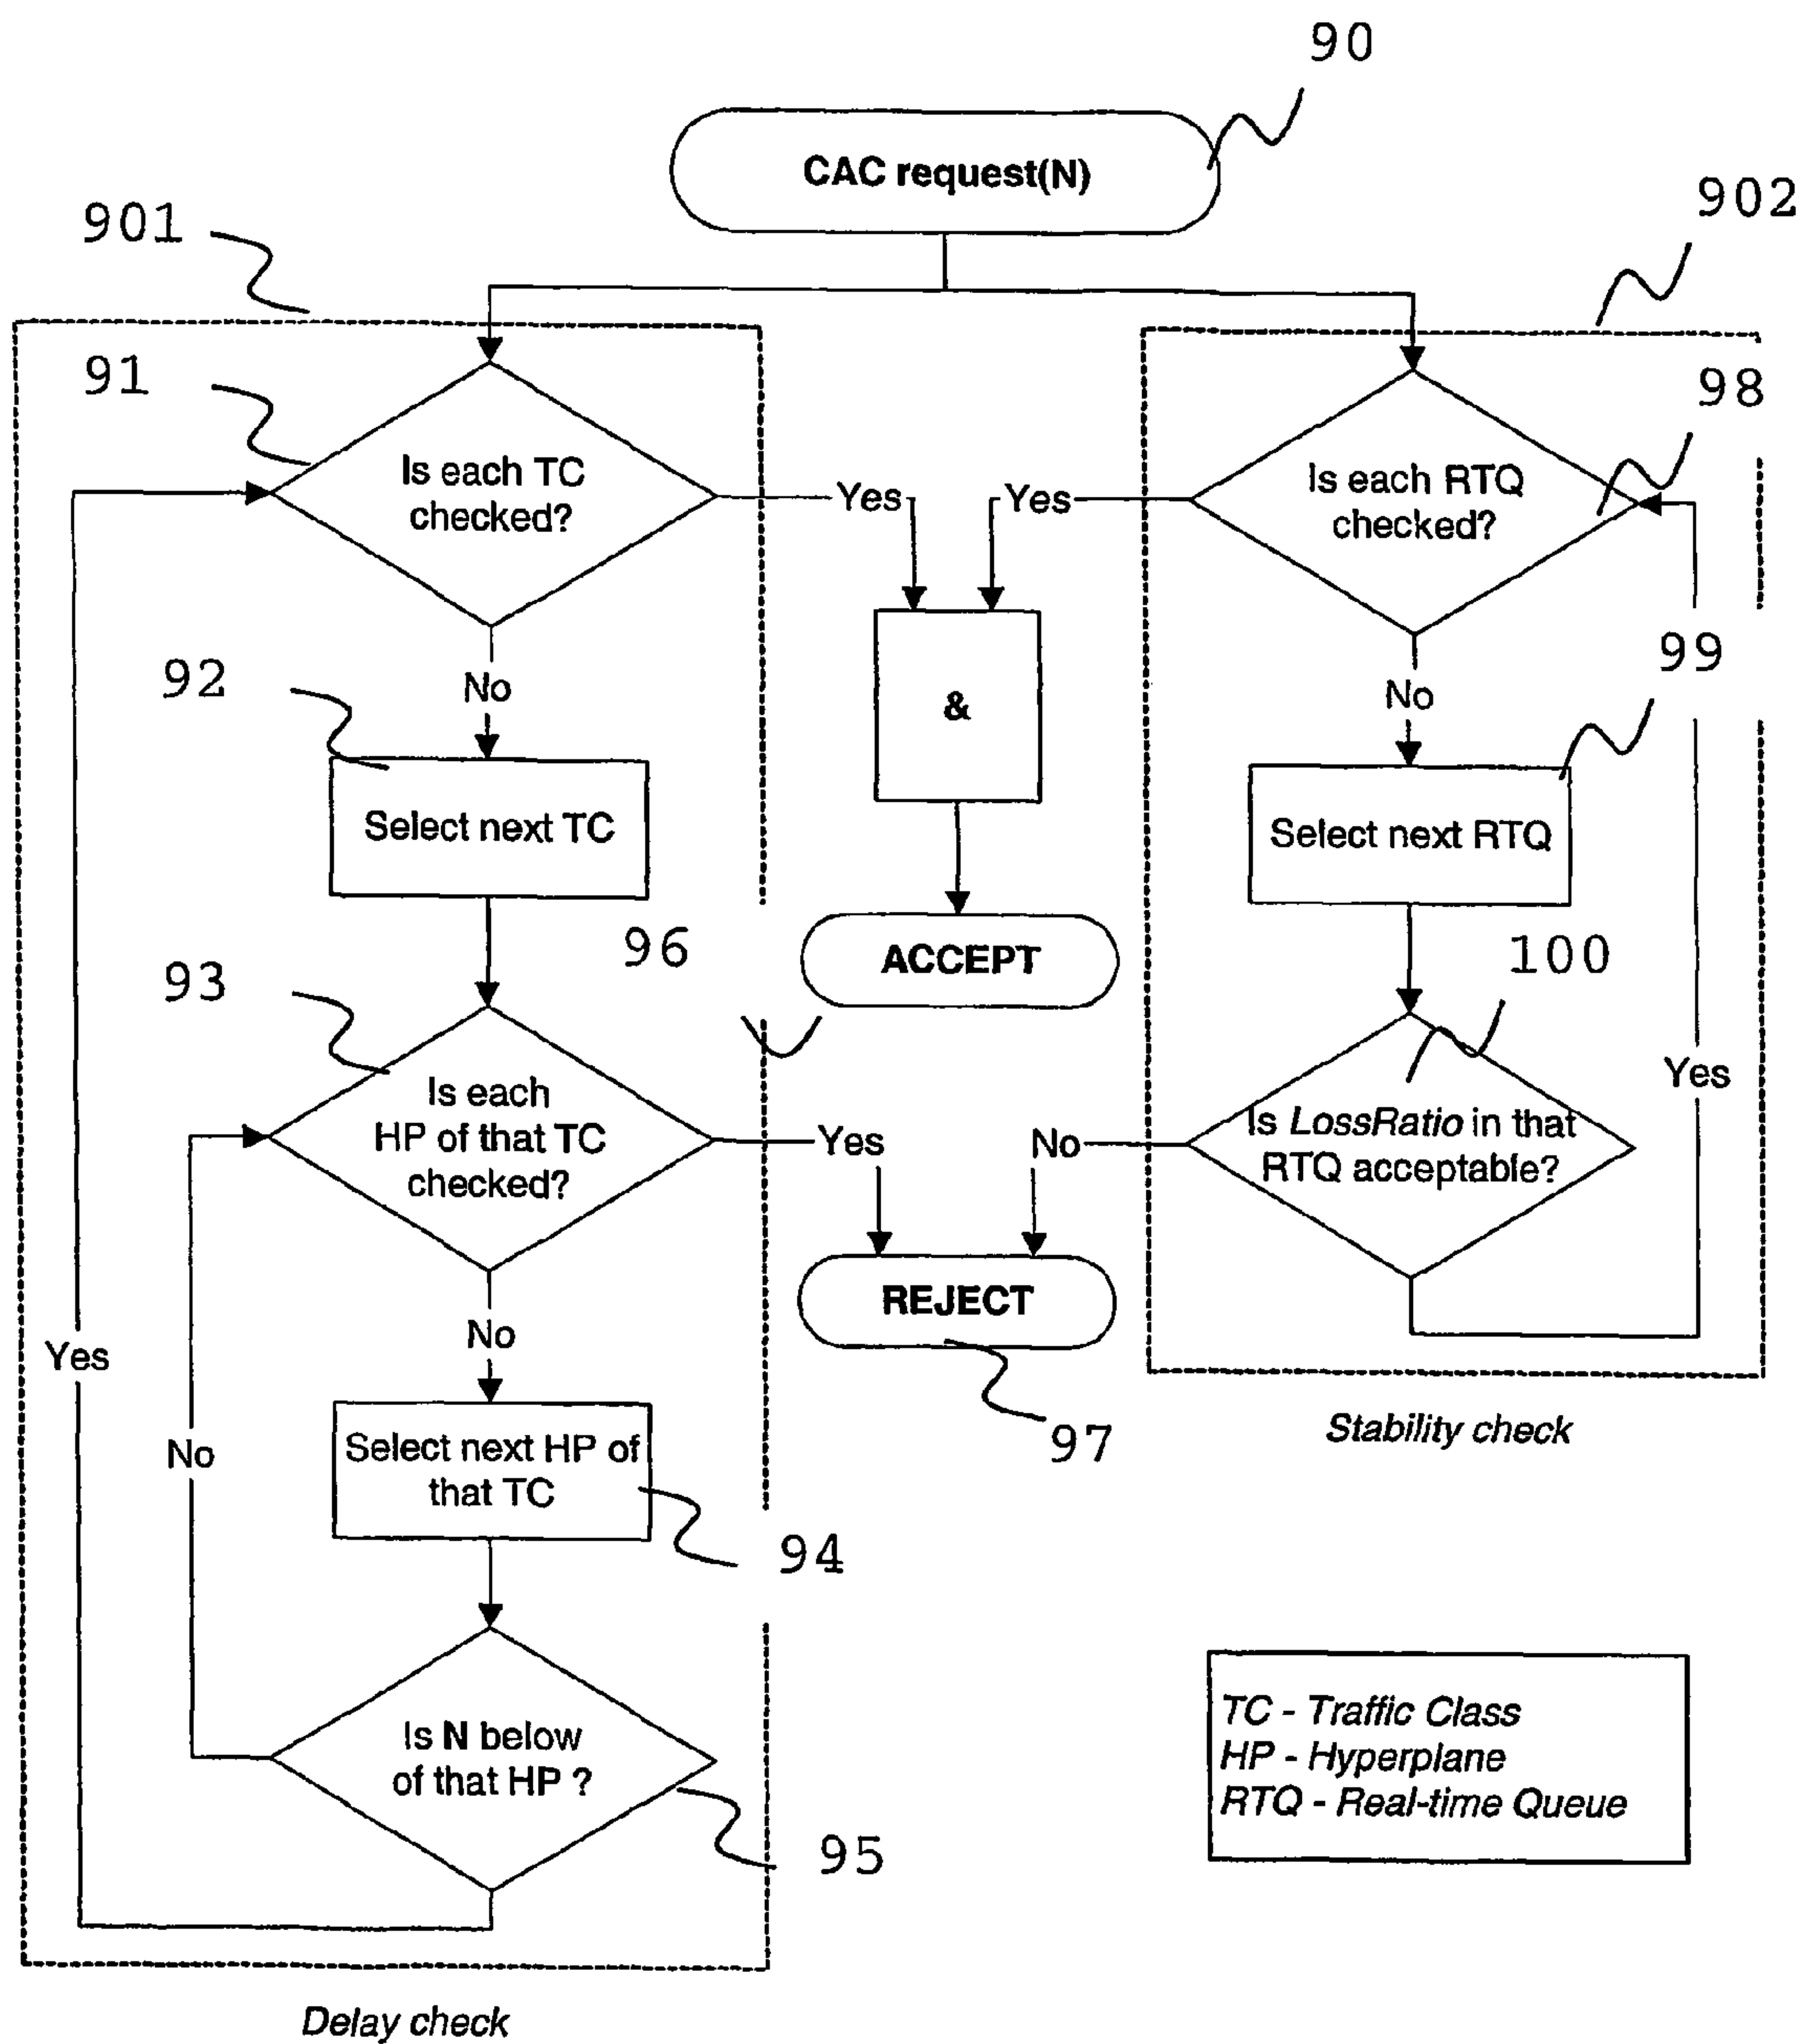 90
CAC request(N)
901
902
91
98
Is each TC
checked?
Yes
Yes
Is each RTQ
checked?
92
No
&
No
99
Select next TC
Select next RTQ
96
ACCEPT
100
93
Is each
HP of that TC
checked?
Yes
No
Is LossRatio in that
RTQ acceptable?
Yes
REJECT
No
Yes
97
Stability check
No
Select next HP of
that TC
94
Is N below
of that HP ?
95
TC - Traffic Class
HP - Hyperplane
RTQ - Real-time Queue
Delay check